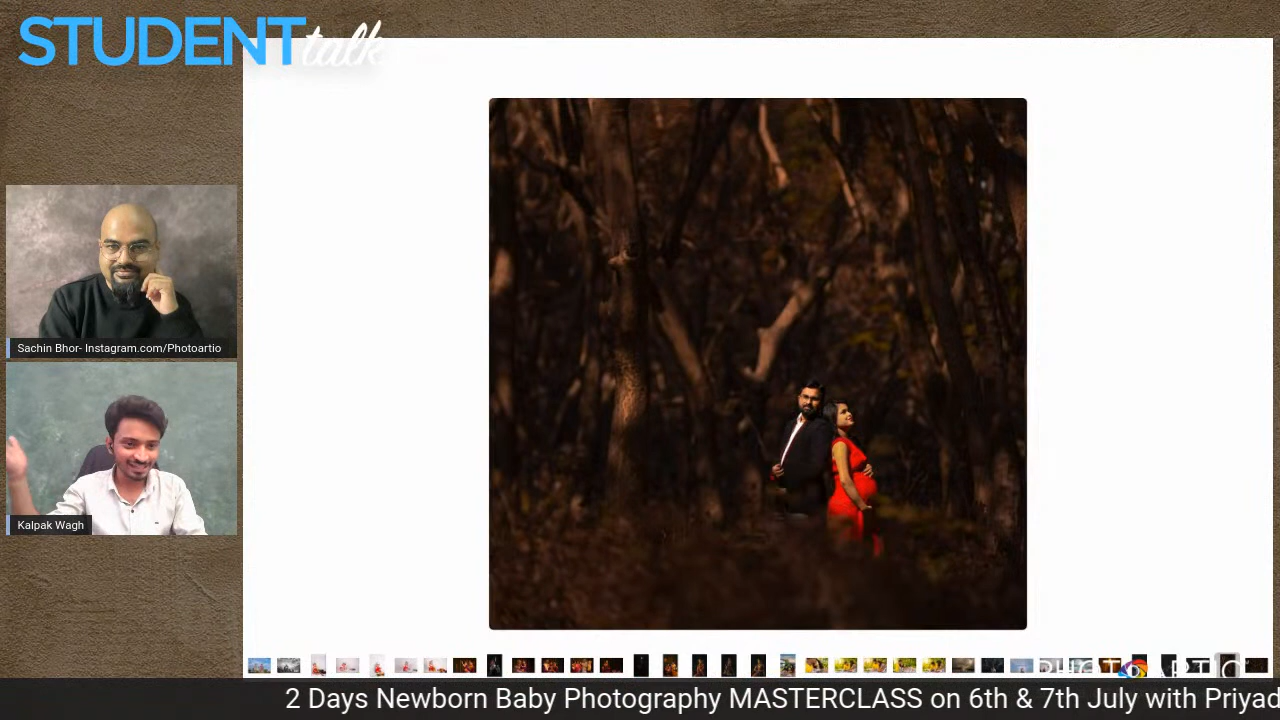 STUDENT talk
Sachin Bhor- Instagram.com/Photoartio
Kalpak Wagh
2 Days Newborn Baby Photography MASTERCLASS on 6th & 7th July with Priyad